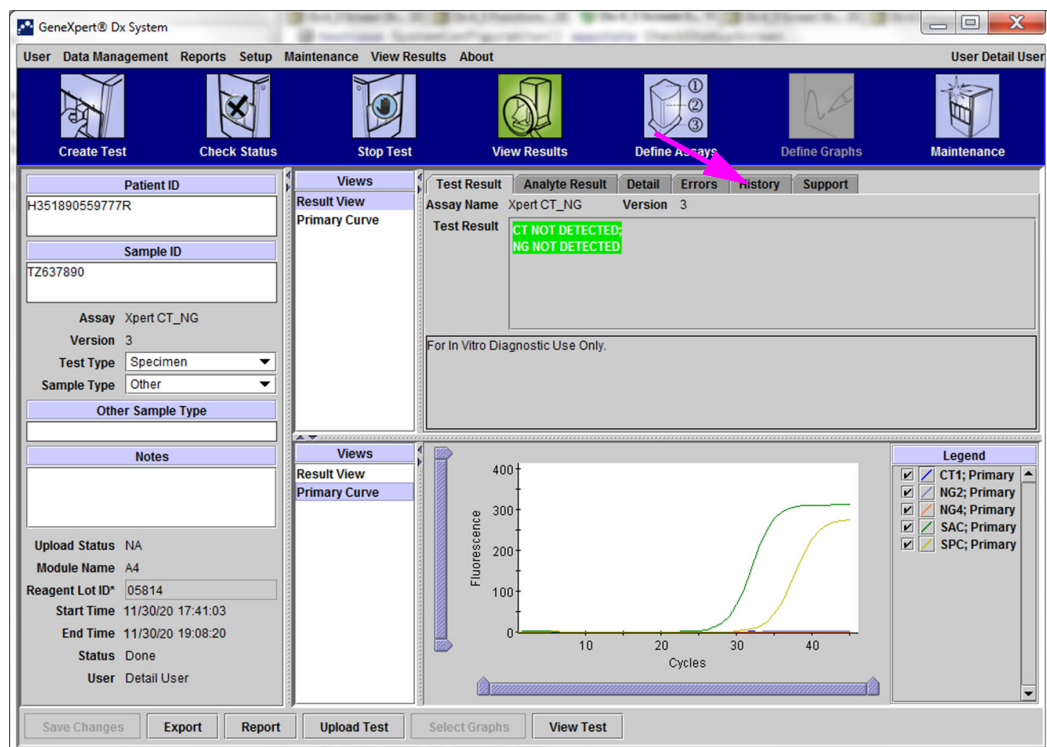 GeneXpert® Dx System
User Data Management Reports Setup Maintenance View Results About User Detail User
Create Test Check Status Stop Test View Results Define Assays Define Graphs Maintenance
Patient ID
H351890559777R
Sample ID
TZ637890
Assay Xpert CT_NG
Version 3
Test Type Specimen
Sample Type Other
Other Sample Type
Notes
Upload Status NA
Module Name A4
Reagent Lot ID* 05814
Start Time 11/30/20 17:41:03
End Time 11/30/20 19:08:20
Status Done
User Detail User
Views
Result View
Primary Curve
Test Result Analyte Result Detail Errors History Support
Assay Name Xpert CT_NG Version 3
Test Result CT NOT DETECTED;
NG NOT DETECTED
For In Vitro Diagnostic Use Only.
Views
Result View
Primary Curve
400
300
200
100
0
Fluorescence
10 20 30 40
Cycles
Legend
CT1; Primary
NG2; Primary
NG4; Primary
SAC; Primary
SPC; Primary
Save Changes Export Report Upload Test Select Graphs View Test